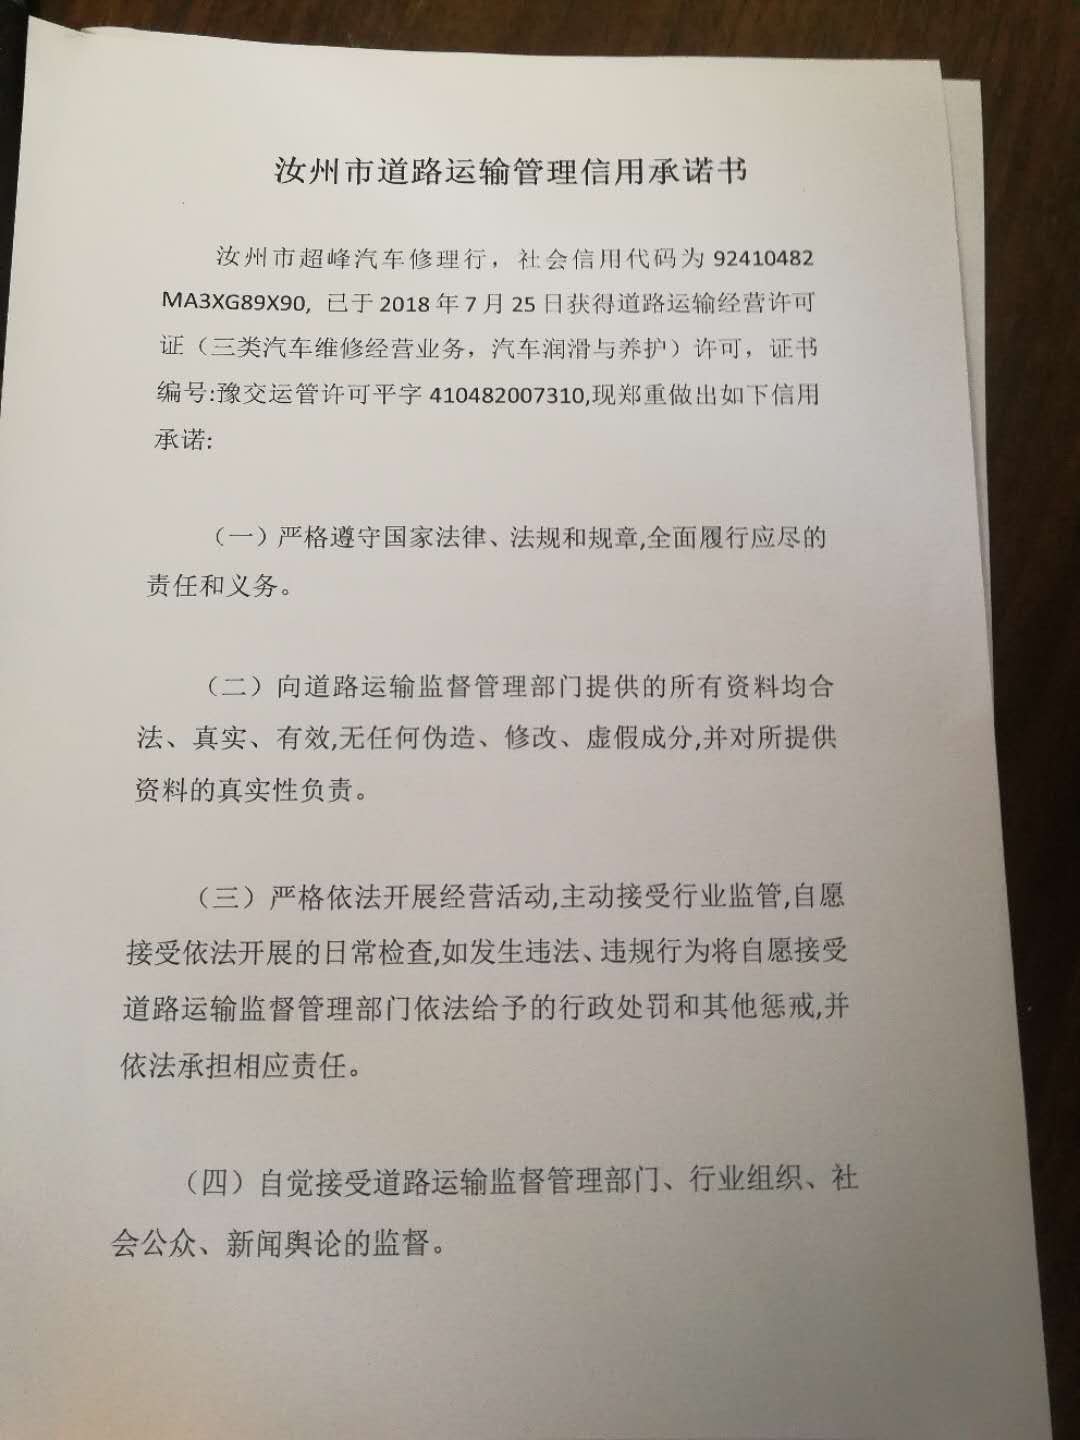 汝州市道路运输管理信用承诺书
汝州市超峰汽车修理行，社会信用代码为 92410482
MA3XG89X90, 已于 2018 年 7 月 25 日获得道路运输经营许可
证（三类汽车维修经营业务，汽车润滑与养护）许可，证书
编号:豫交运管许可平字 410482007310,现郑重做出如下信用
承诺:
（一）严格遵守国家法律、法规和规章,全面履行应尽的
责任和义务。
（二）向道路运输监督管理部门提供的所有资料均合
法、真实、有效,无任何伪造、修改、虚假成分,并对所提供
资料的真实性负责。
（三）严格依法开展经营活动,主动接受行业监管,自愿
接受依法开展的日常检查,如发生违法、违规行为将自愿接受
道路运输监督管理部门依法给予的行政处罚和其他惩戒,并
依法承担相应责任。
（四）自觉接受道路运输监督管理部门、行业组织、社
会公众、新闻舆论的监督。